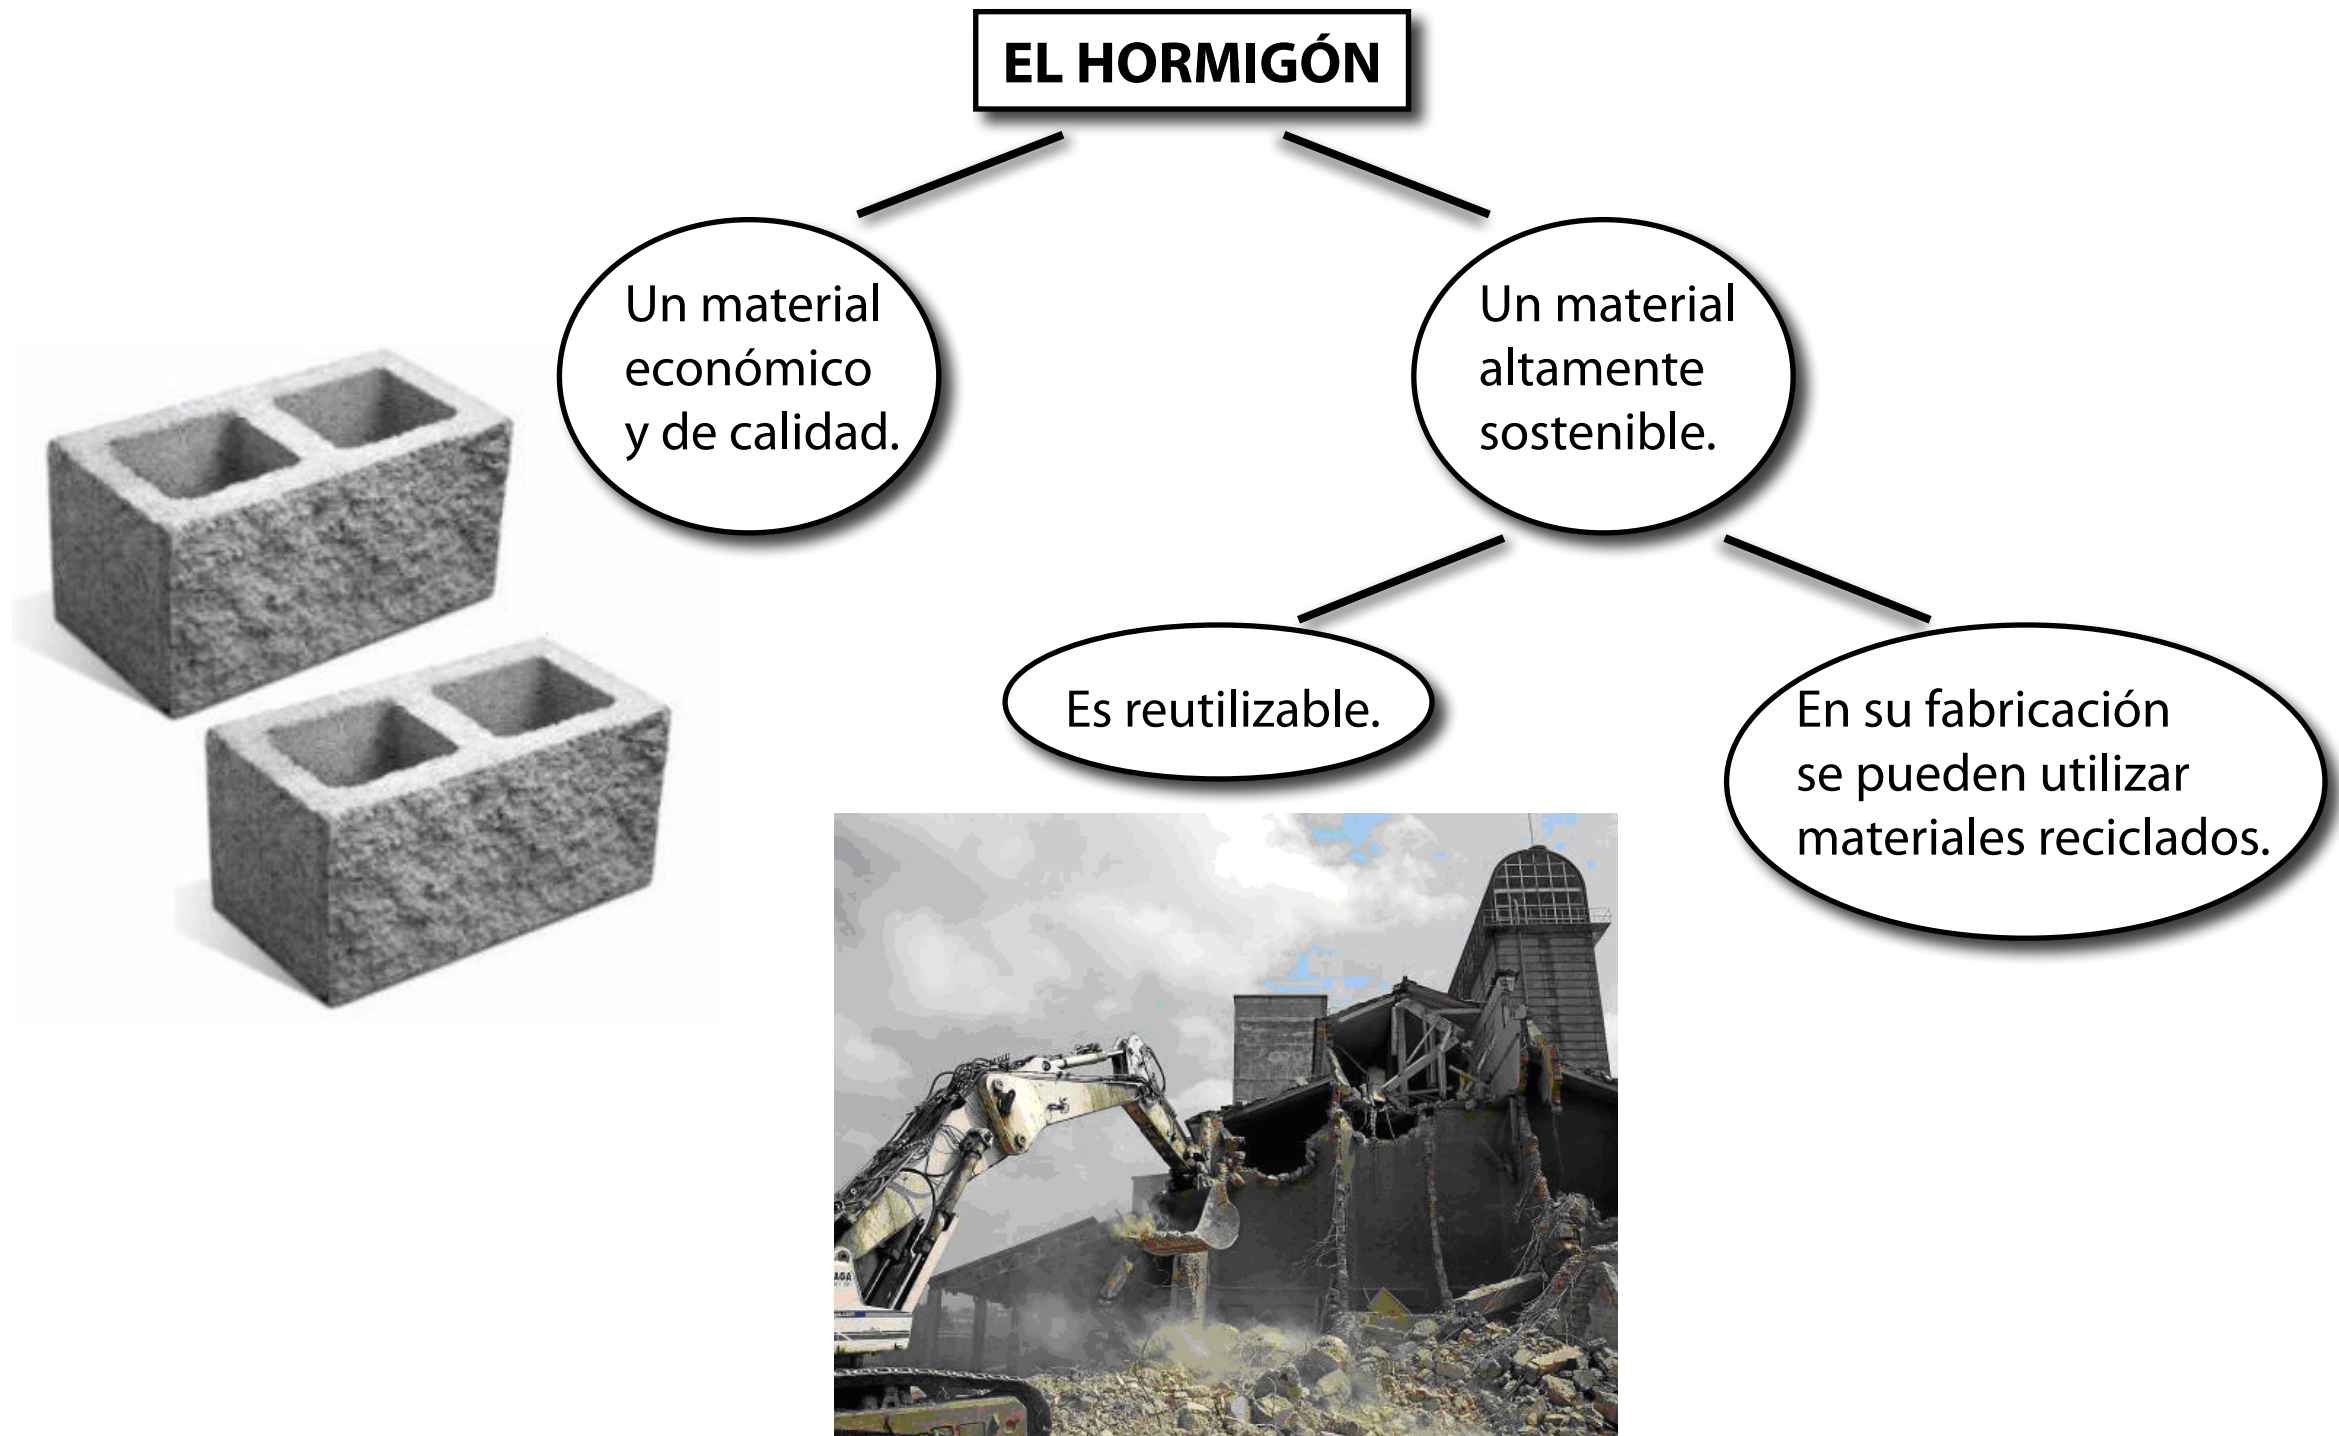 EL HORMIGÓN
Un material
económico
y de calidad.
Un material
altamente
sostenible.
Es reutilizable.
En su fabricación
se pueden utilizar
materiales reciclados.